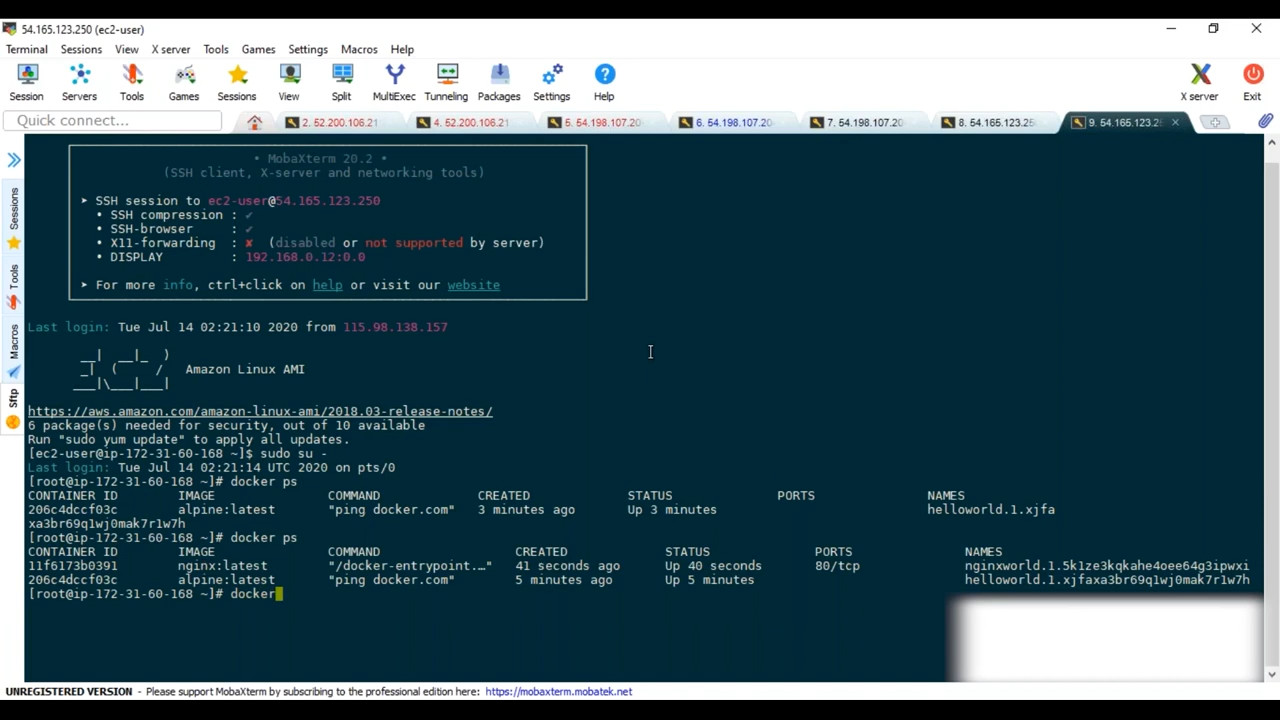 54.165.123.250 (ec2-user)
Terminal Sessions View X server Tools Games Settings Macros Help
Session Servers Tools Games Sessions View Split MultiExec Tunneling Packages Settings Help X server Exit
Quick connect... 2. 52.200.106.21 4. 52.200.106.21 5. 54.198.107.20 6. 54.198.107.20 7. 54.198.107.20 8. 54.165.123.25 9. 54.165.123.25
Sessions
Tools
Macros
Sftp
• MobaXterm 20.2 •
(SSH client, X-server and networking tools)
➤ SSH session to ec2-user@54.165.123.250
• SSH compression : ✔
• SSH-browser : ✔
• X11-forwarding : ✘ (disabled or not supported by server)
• DISPLAY : 192.168.0.12:0.0
➤ For more info, ctrl+click on help or visit our website
Last login: Tue Jul 14 02:21:10 2020 from 115.98.138.157
__| __|_ )
_| ( / Amazon Linux AMI
___|\___|___|
https://aws.amazon.com/amazon-linux-ami/2018.03-release-notes/
6 package(s) needed for security, out of 10 available
Run "sudo yum update" to apply all updates.
[ec2-user@ip-172-31-60-168 ~]$ sudo su -
Last login: Tue Jul 14 02:21:14 UTC 2020 on pts/0
[root@ip-172-31-60-168 ~]# docker ps
CONTAINER ID IMAGE COMMAND CREATED STATUS PORTS NAMES
206c4dccf03c alpine:latest "ping docker.com" 3 minutes ago Up 3 minutes helloworld.1.xjfa
xa3br69q1wj0mak7r1w7h
[root@ip-172-31-60-168 ~]# docker ps
CONTAINER ID IMAGE COMMAND CREATED STATUS PORTS NAMES
11f6173b0391 nginx:latest "/docker-entrypoint.…" 41 seconds ago Up 40 seconds 80/tcp nginxworld.1.5k1ze3kqkahe4oee64g3ipwxi
206c4dccf03c alpine:latest "ping docker.com" 5 minutes ago Up 5 minutes helloworld.1.xjfaxa3br69q1wj0mak7r1w7h
[root@ip-172-31-60-168 ~]# docker
UNREGISTERED VERSION - Please support MobaXterm by subscribing to the professional edition here: https://mobaxterm.mobatek.net